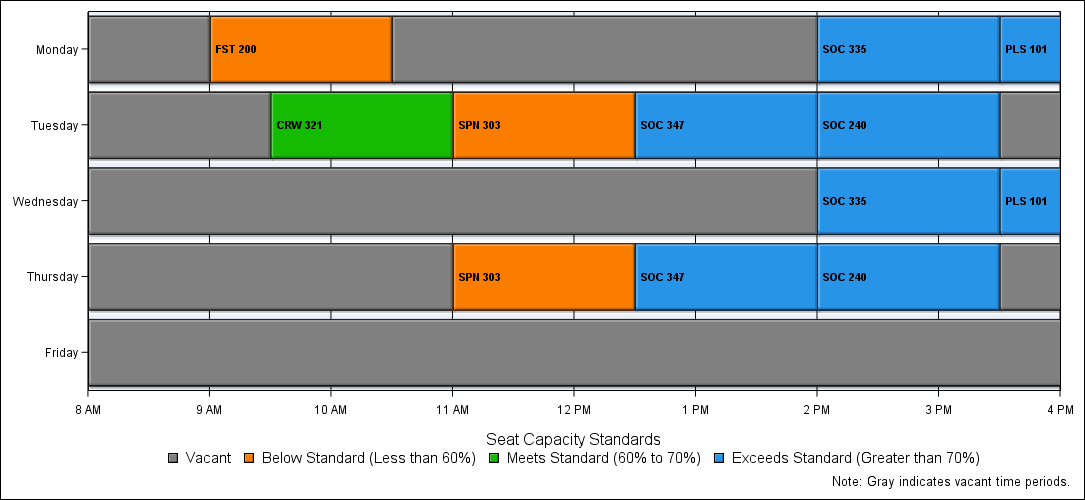 Monday FST 200 SOC 335 PLS 101
Tuesday CRW 321 SPN 303 SOC 347 SOC 240
Wednesday SOC 335 PLS 101
Thursday SPN 303 SOC 347 SOC 240
Friday
8 AM 9 AM 10 AM 11 AM 12 PM 1 PM 2 PM 3 PM 4 PM
Seat Capacity Standards
Vacant Below Standard (Less than 60%) Meets Standard (60% to 70%) Exceeds Standard (Greater than 70%)
Note: Gray indicates vacant time periods.